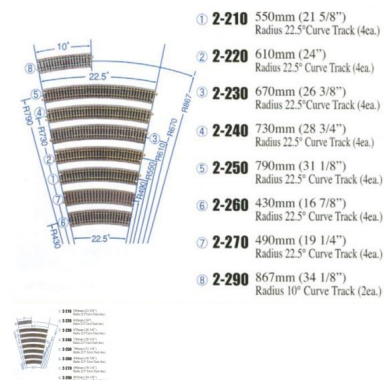 10°
⑧
22.5°
⑤
④
③
②
①
⑦
⑥
R867
R790
R730
R670
R610
R550
R490
R430
22.5°
① 2-210 550mm (21 5/8")
Radius 22.5°Curve Track (4ea.)
② 2-220 610mm (24")
Radius 22.5° Curve Track (4ea.)
③ 2-230 670mm (26 3/8")
Radius 22.5°Curve Track (4ea.)
④ 2-240 730mm (28 3/4")
Radius 22.5° Curve Track (4ea.)
⑤ 2-250 790mm (31 1/8")
Radius 22.5°Curve Track (4ea.)
⑥ 2-260 430mm (16 7/8")
Radius 22.5° Curve Track (4ea.)
⑦ 2-270 490mm (19 1/4")
Radius 22.5° Curve Track (4ea.)
⑧ 2-290 867mm (34 1/8")
Radius 10° Curve Track (2ea.)